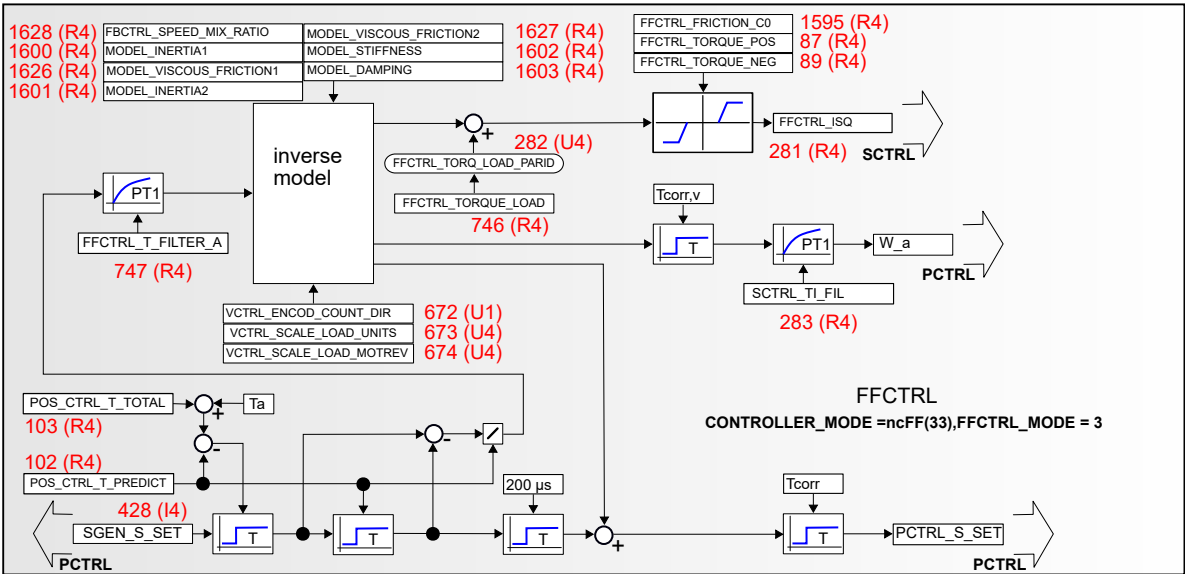 1628 (R4) FBCTRL_SPEED_MIX_RATIO MODEL_VISCOUS_FRICTION2 1627 (R4)
1600 (R4) MODEL_INERTIA1 MODEL_STIFFNESS 1602 (R4)
1626 (R4) MODEL_VISCOUS_FRICTION1 MODEL_DAMPING 1603 (R4)
1601 (R4) MODEL_INERTIA2
FFCTRL_FRICTION_C0 1595 (R4)
FFCTRL_TORQUE_POS 87 (R4)
FFCTRL_TORQUE_NEG 89 (R4)
inverse
model
+
282 (U4)
FFCTRL_TORQ_LOAD_PARID
FFCTRL_TORQUE_LOAD
746 (R4)
FFCTRL_ISQ
281 (R4)
SCTRL
PT1
FFCTRL_T_FILTER_A
747 (R4)
Tcorr,v
T
PT1
W_a
PCTRL
SCTRL_TI_FIL
283 (R4)
VCTRL_ENCOD_COUNT_DIR 672 (U1)
VCTRL_SCALE_LOAD_UNITS 673 (U4)
VCTRL_SCALE_LOAD_MOTREV 674 (U4)
FFCTRL
CONTROLLER_MODE =ncFF(33),FFCTRL_MODE = 3
POS_CTRL_T_TOTAL
+
Ta
103 (R4)
-
-
102 (R4)
POS_CTRL_T_PREDICT
200 µs
Tcorr
428 (I4)
SGEN_S_SET
T
T
T
+
T
PCTRL_S_SET
PCTRL
PCTRL